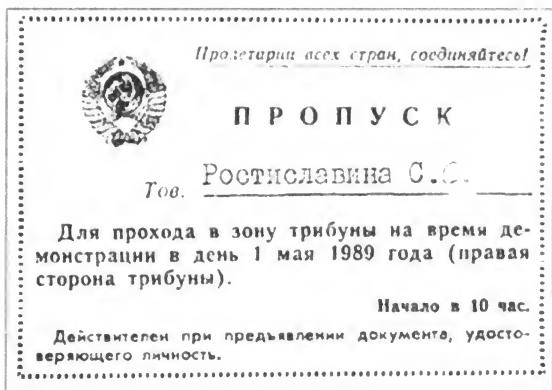 Пролетарии всех стран, соединяйтесь!
ПРОПУСК
Тов. Ростиславина С.
Для прохода в зону трибуны на время де-
монстрации в день 1 мая 1989 года (правая
сторона трибуны).
Начало в 10 час.
Действителен при предъявлении документа, удосто-
веряющего личность.